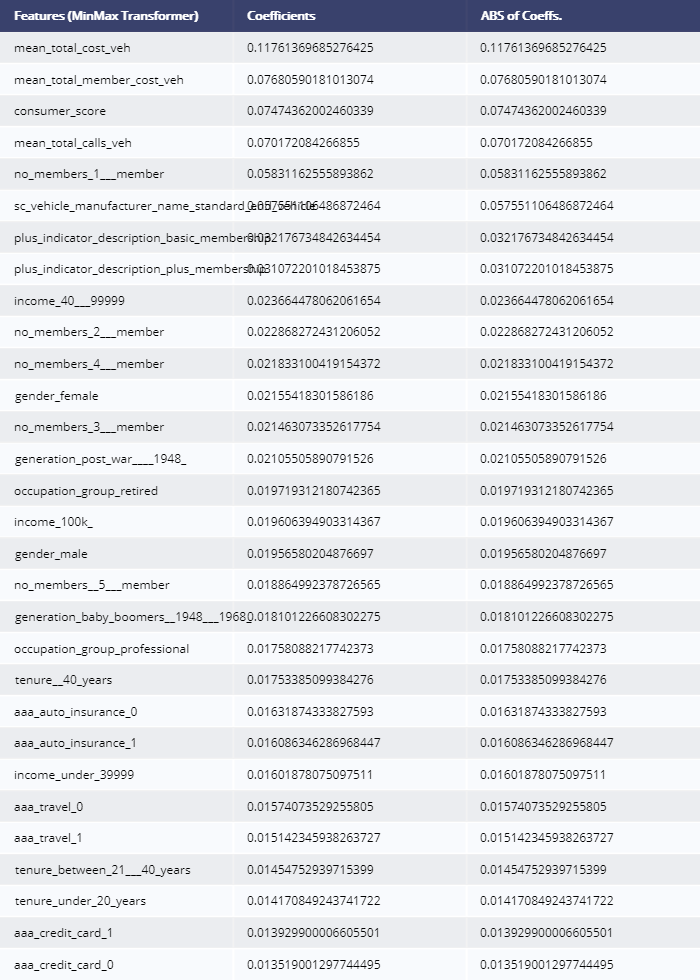 Features (MinMax Transformer) Coefficients ABS of Coeffs.
mean_total_cost_veh 0.11761369685276425 0.11761369685276425
mean_total_member_cost_veh 0.07680590181013074 0.07680590181013074
consumer_score 0.07474362002460339 0.07474362002460339
mean_total_calls_veh 0.070172084266855 0.070172084266855
no_members_1___member 0.05831162555893862 0.05831162555893862
sc_vehicle_manufacturer_name_standard_end_vehicle 0.057551106486872464 0.057551106486872464
plus_indicator_description_basic_membership 0.032176734842634454 0.032176734842634454
plus_indicator_description_plus_membership 0.031072201018453875 0.031072201018453875
income_40___99999 0.023664478062061654 0.023664478062061654
no_members_2___member 0.022868272431206052 0.022868272431206052
no_members_4___member 0.021833100419154372 0.021833100419154372
gender_female 0.02155418301586186 0.02155418301586186
no_members_3___member 0.021463073352617754 0.021463073352617754
generation_post_war____1948_ 0.02105505890791526 0.02105505890791526
occupation_group_retired 0.019719312180742365 0.019719312180742365
income_100k_ 0.019606394903314367 0.019606394903314367
gender_male 0.01956580204876697 0.01956580204876697
no_members__5___member 0.018864992378726565 0.018864992378726565
generation_baby_boomers__1948___1968_ 0.018101226608302275 0.018101226608302275
occupation_group_professional 0.01758088217742373 0.01758088217742373
tenure__40_years 0.01753385099384276 0.01753385099384276
aaa_auto_insurance_0 0.01631874333827593 0.01631874333827593
aaa_auto_insurance_1 0.016086346286968447 0.016086346286968447
income_under_39999 0.01601878075097511 0.01601878075097511
aaa_travel_0 0.01574073529255805 0.01574073529255805
aaa_travel_1 0.015142345938263727 0.015142345938263727
tenure_between_21___40_years 0.01454752939715399 0.01454752939715399
tenure_under_20_years 0.014170849243741722 0.014170849243741722
aaa_credit_card_1 0.013929900006605501 0.013929900006605501
aaa_credit_card_0 0.013519001297744495 0.013519001297744495